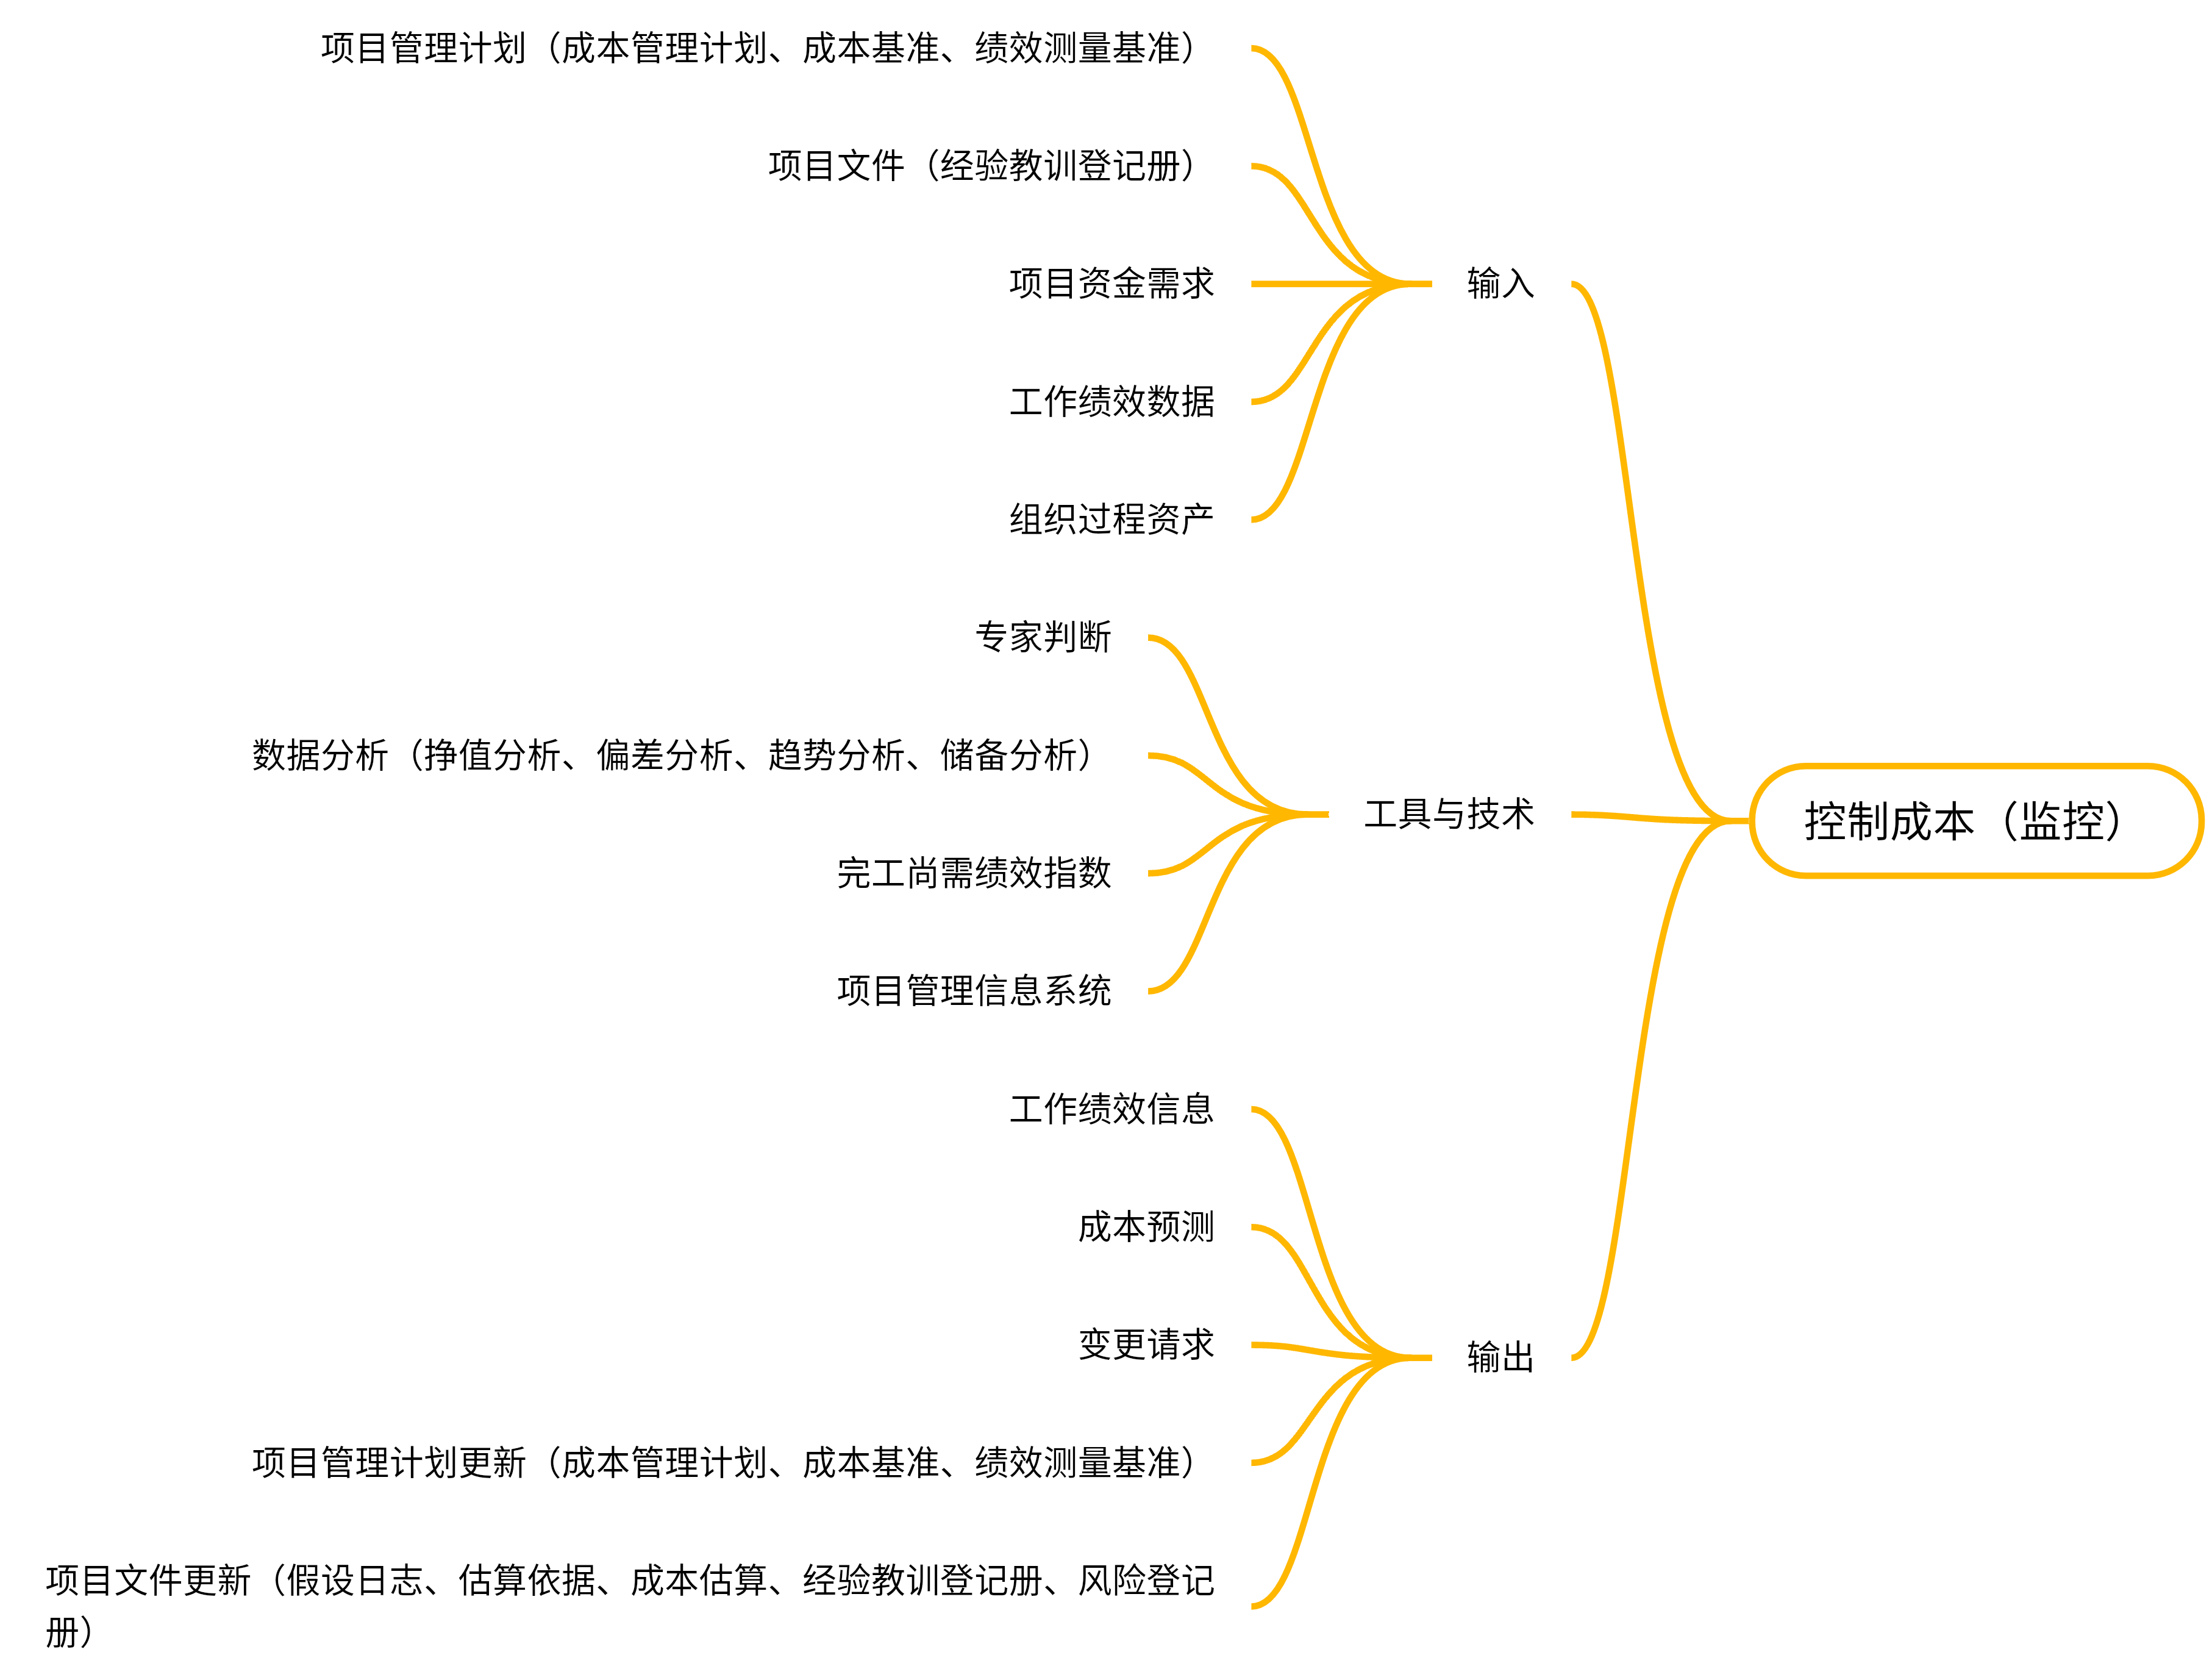 项目管理计划（成本管理计划、成本基准、绩效测量基准）
项目文件（经验教训登记册）
项目资金需求
输入
工作绩效数据
组织过程资产
专家判断
数据分析（挣值分析、偏差分析、趋势分析、储备分析）
工具与技术
控制成本（监控）
完工尚需绩效指数
项目管理信息系统
工作绩效信息
成本预测
变更请求
输出
项目管理计划更新（成本管理计划、成本基准、绩效测量基准）
项目文件更新（假设日志、估算依据、成本估算、经验教训登记册、风险登记
册）